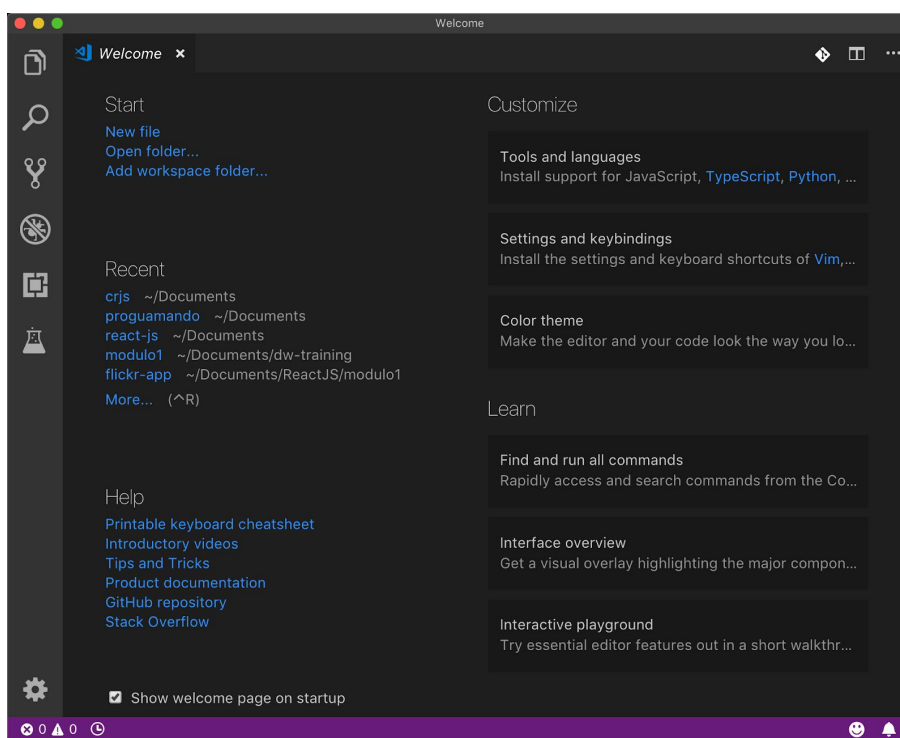 Welcome
Welcome
Start
New file
Open folder...
Add workspace folder...
Recent
crjs ~/Documents
proguamando ~/Documents
react-js ~/Documents
modulo1 ~/Documents/dw-training
flickr-app ~/Documents/ReactJS/modulo1
More... (^R)
Help
Printable keyboard cheatsheet
Introductory videos
Tips and Tricks
Product documentation
GitHub repository
Stack Overflow
Show welcome page on startup
Customize
Tools and languages
Install support for JavaScript, TypeScript, Python, ...
Settings and keybindings
Install the settings and keyboard shortcuts of Vim,...
Color theme
Make the editor and your code look the way you lo...
Learn
Find and run all commands
Rapidly access and search commands from the Co...
Interface overview
Get a visual overlay highlighting the major compon...
Interactive playground
Try essential editor features out in a short walkthr...
0 0